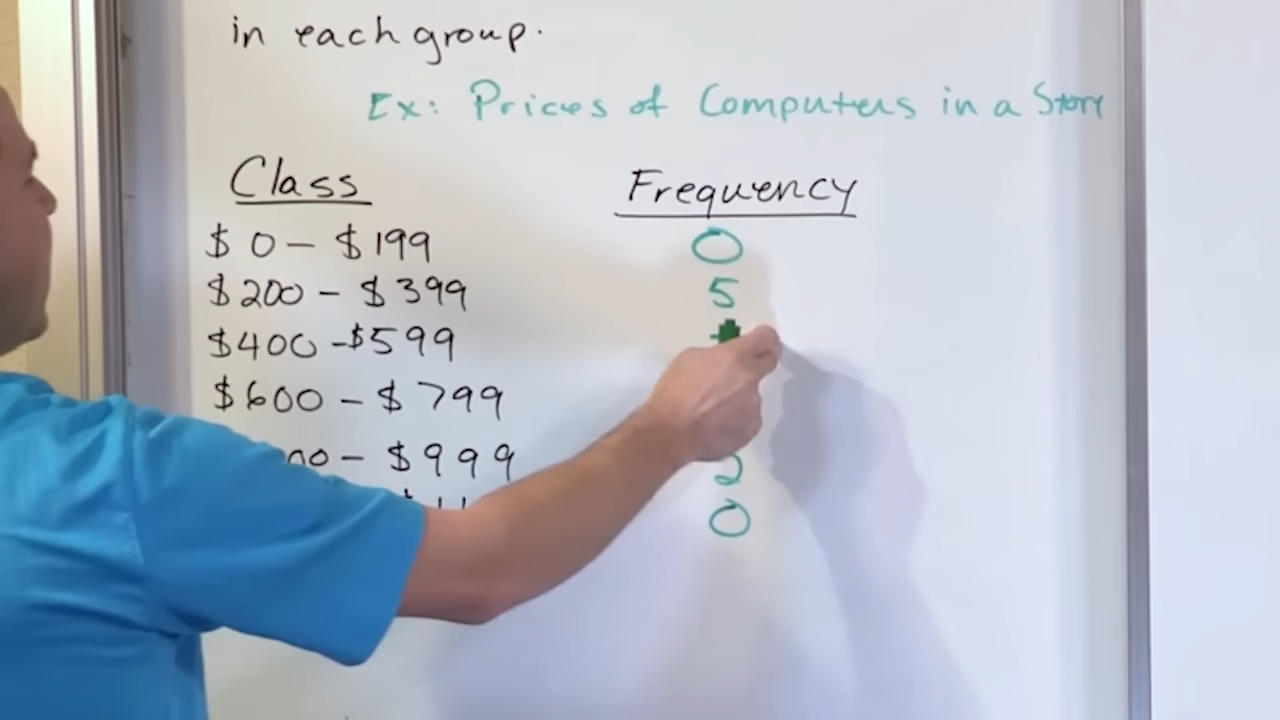 in each group.
Ex: Prices of Computers in a Store
Class Frequency
$ 0 - $ 199 0
$ 200 - $ 399 5
$400 - $599
$ 600 - $ 799
- $ 999 2
0